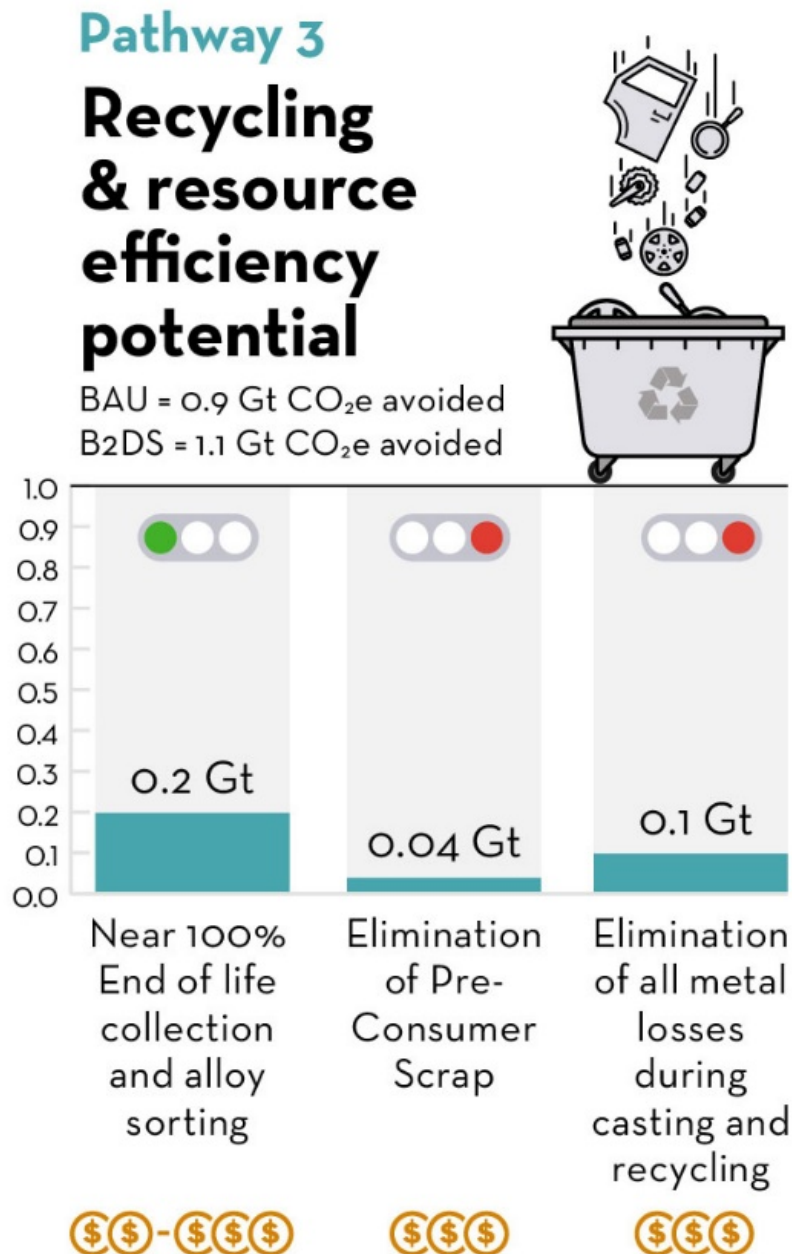 Pathway 3
Recycling
& resource
efficiency
potential
BAU = 0.9 Gt CO₂e avoided
B2DS = 1.1 Gt CO₂e avoided
1.0
0.9
0.8
0.7
0.6
0.5
0.4
0.3
0.2
0.1
0.0
0.2 Gt
0.04 Gt
0.1 Gt
Near 100%
End of life
collection
and alloy
sorting
Elimination
of Pre-
Consumer
Scrap
Elimination
of all metal
losses
during
casting and
recycling
$$-$$$
$$$
$$$